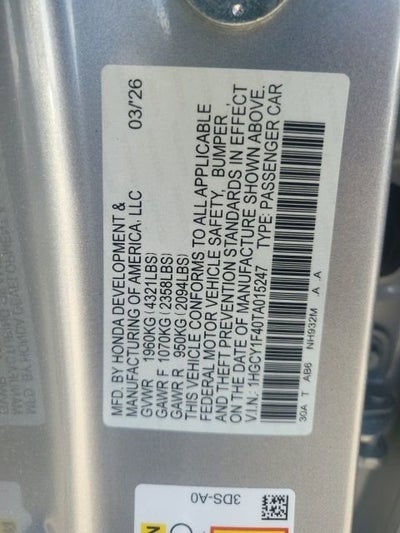 MFD. BY HONDA DEVELOPMENT & 03/'26
MANUFACTURING OF AMERICA, LLC
GVWR 1960KG(4321LBS)
GAWR F 1070KG(2358LBS)
GAWR R 950KG(2094LBS)
THIS VEHICLE CONFORMS TO ALL APPLICABLE
FEDERAL MOTOR VEHICLE SAFETY, BUMPER,
AND THEFT PREVENTION STANDARDS IN EFFECT
ON THE DATE OF MANUFACTURE SHOWN ABOVE.
V.I.N.: 1HGCY1F40TA015247 TYPE: PASSENGER CAR
30A T AB6 NH932M A A
3DS-A0